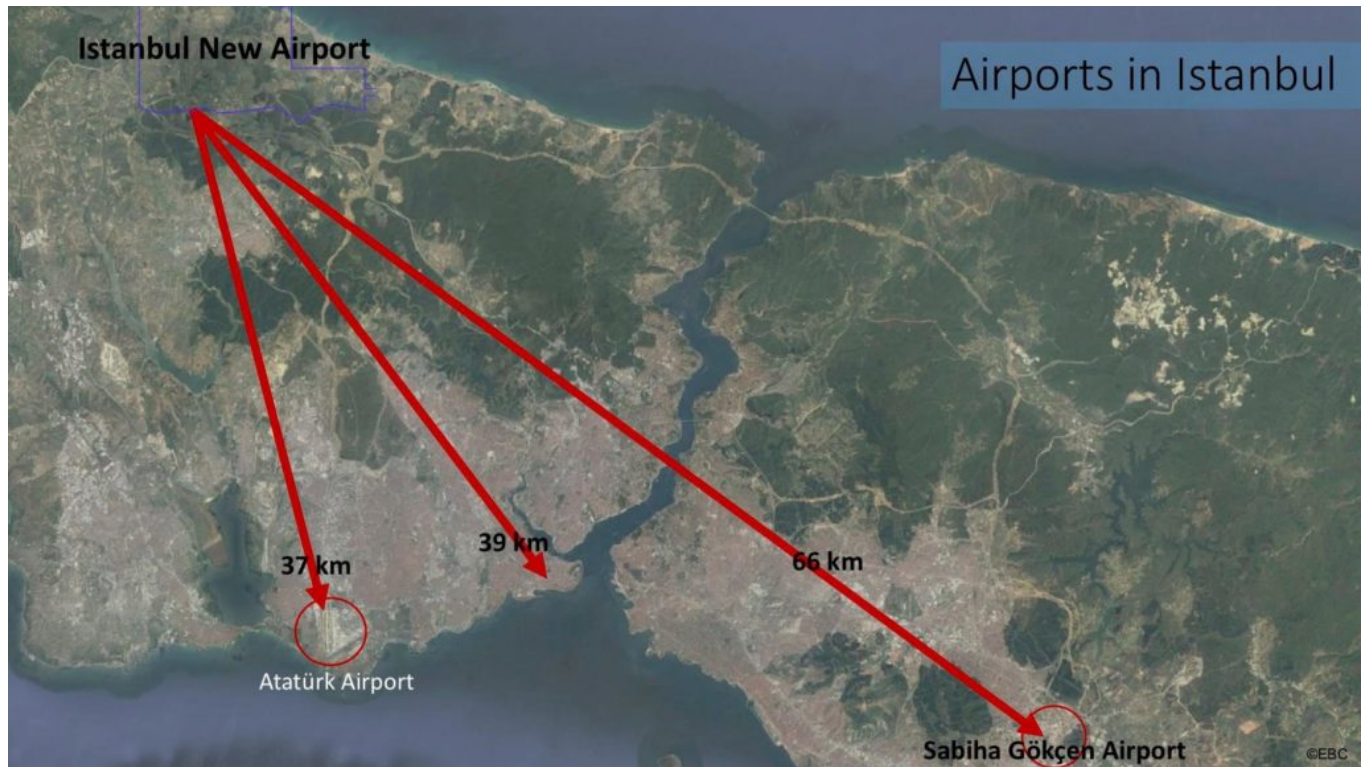 Istanbul New Airport
Airports in Istanbul
39 km
37 km
66 km
Atatürk Airport
Sabiha Gökçen Airport
©EBC